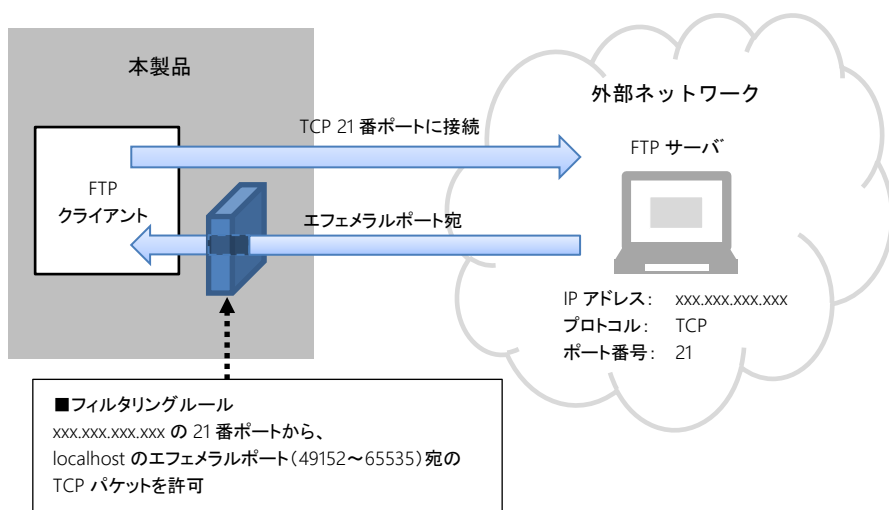 本製品
外部ネットワーク
TCP 21 番ポートに接続
FTP サーバ
FTP
クライアント
エフェメラルポート宛
IP アドレス： xxx.xxx.xxx.xxx
プロトコル： TCP
ポート番号： 21
■フィルタリングルール
xxx.xxx.xxx.xxx の 21 番ポートから、
localhost のエフェメラルポート（49152～65535）宛の
TCP パケットを許可